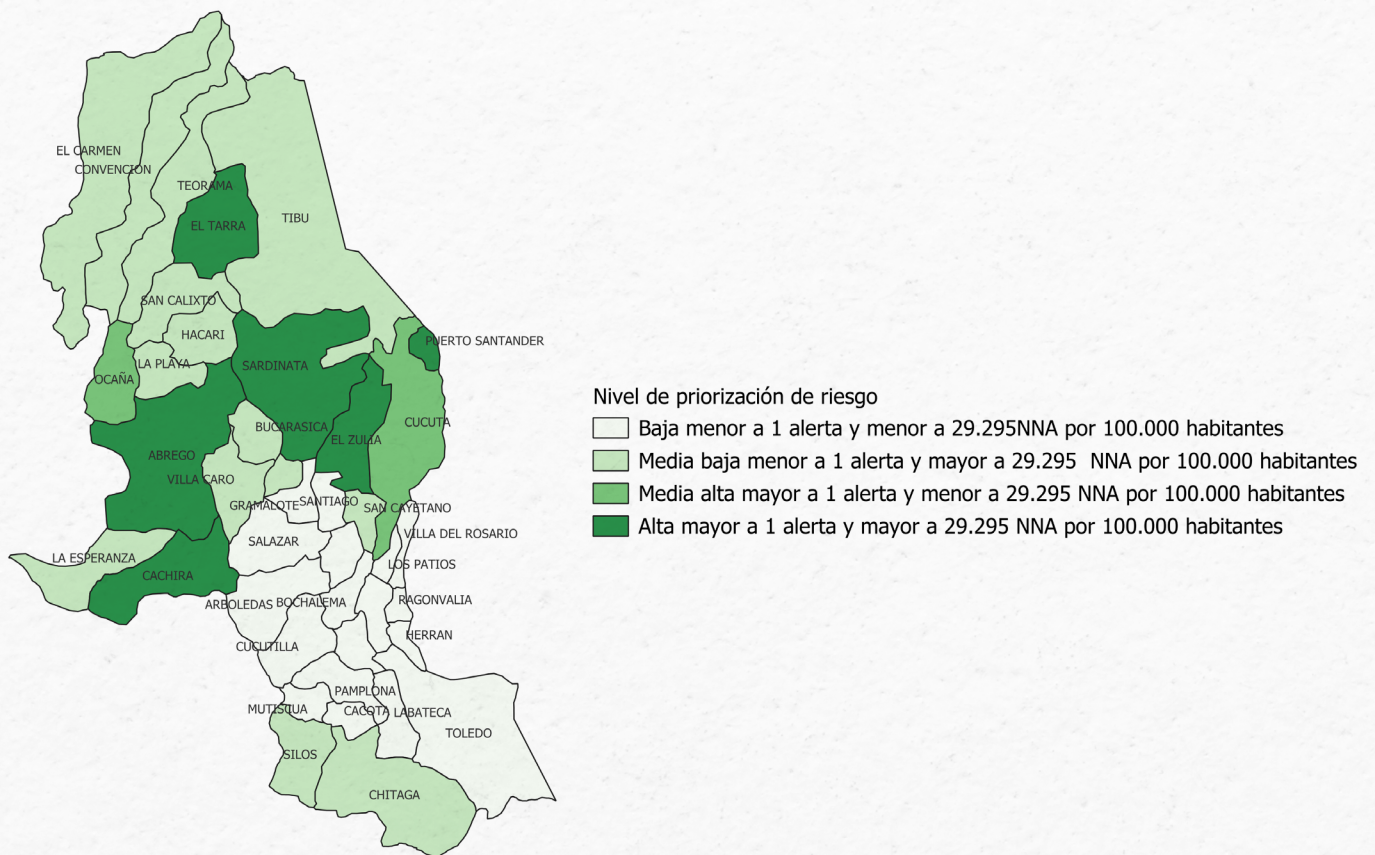 EL CARMEN
CONVENCION
TEORAMA
TIBU
EL TARRA
SAN CALIXTO
HACARI
PUERTO SANTANDER
LA PLAYA
SARDINATA
OCAÑA
CUCUTA
BUCARASICA
EL ZULIA
ABREGO
VILLA CARO
GRAMALOTE
SANTIAGO
SAN CAYETANO
VILLA DEL ROSARIO
SALAZAR
LA ESPERANZA
LOS PATIOS
CACHIRA
ARBOLEDAS
BOCHALEMA
RAGONVALIA
HERRAN
CUCUTILLA
PAMPLONA
MUTISCUA
CACOTA
LABATECA
TOLEDO
SILOS
CHITAGA
Nivel de priorización de riesgo
Baja menor a 1 alerta y menor a 29.295NNA por 100.000 habitantes
Media baja menor a 1 alerta y mayor a 29.295 NNA por 100.000 habitantes
Media alta mayor a 1 alerta y menor a 29.295 NNA por 100.000 habitantes
Alta mayor a 1 alerta y mayor a 29.295 NNA por 100.000 habitantes